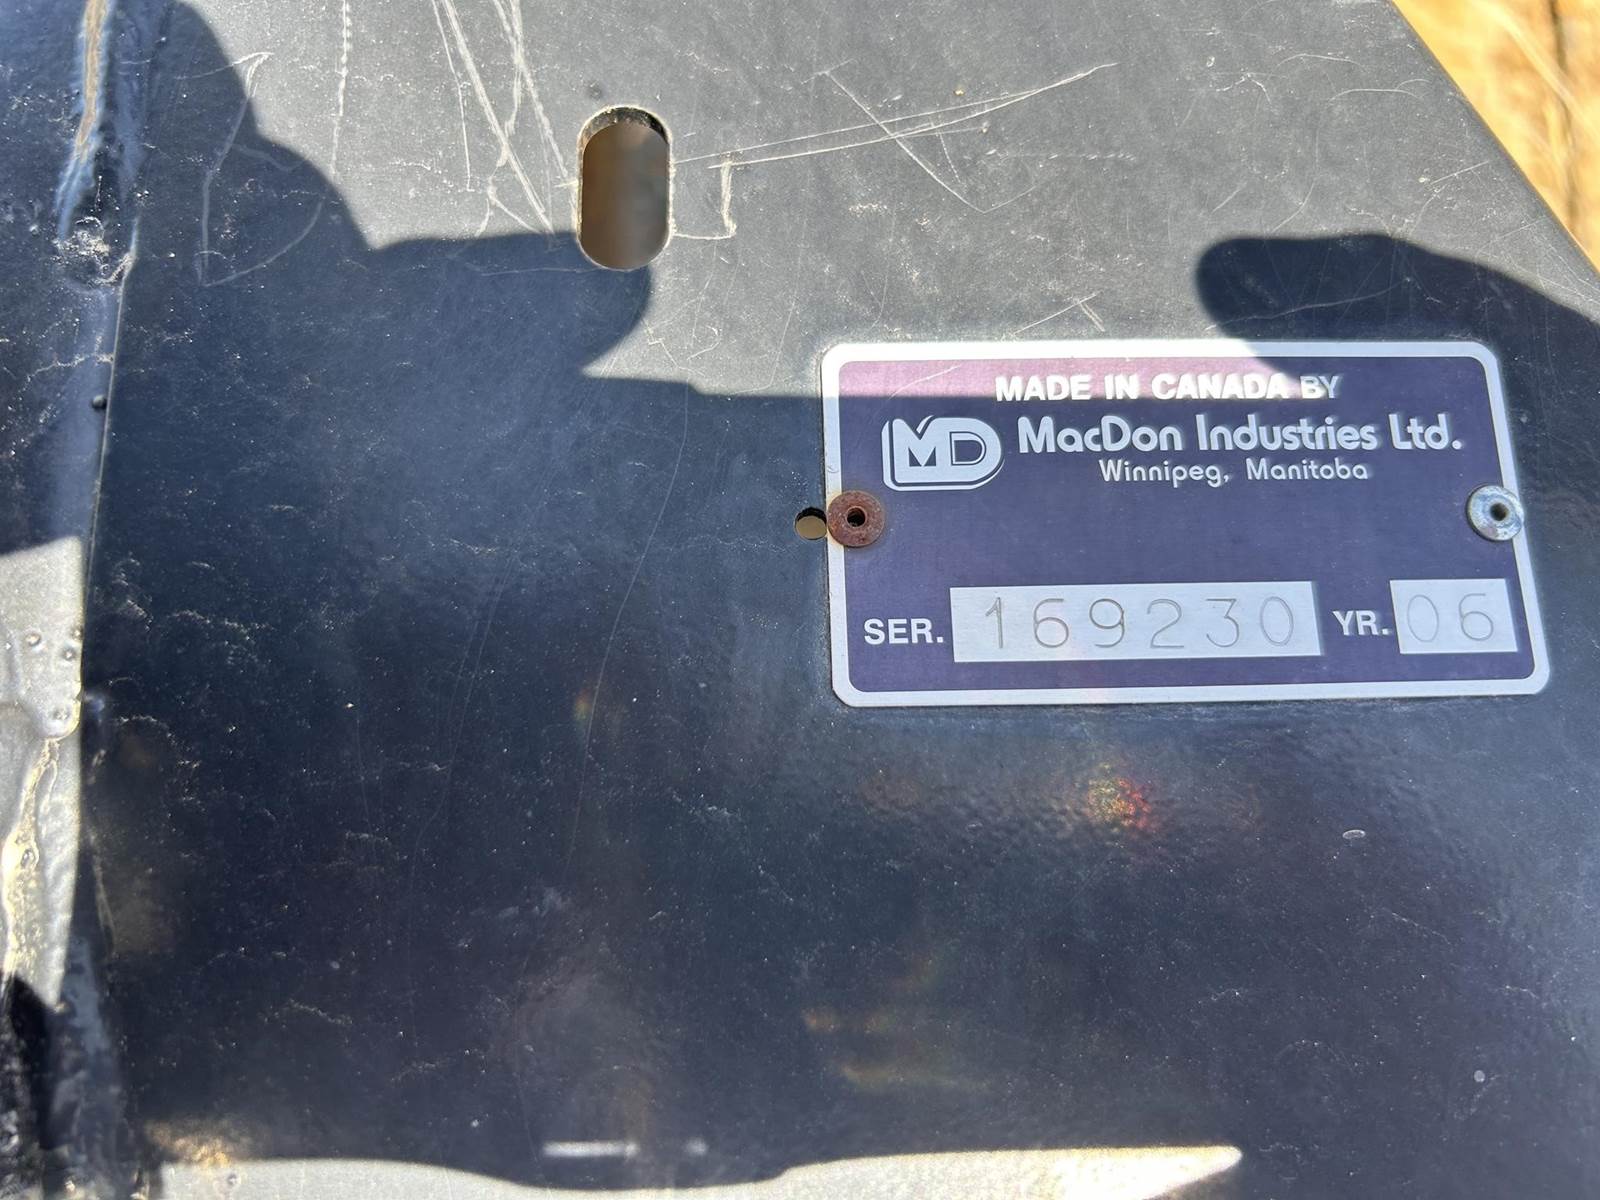 MADE IN CANADA BY
MD MacDon Industries Ltd.
Winnipeg, Manitoba
SER. 169230 YR. 06